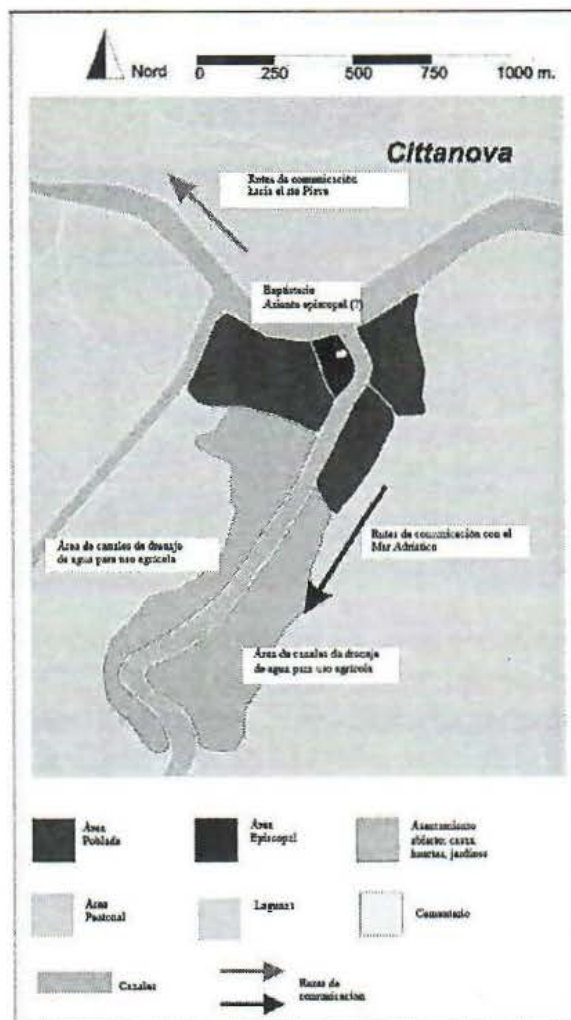 Nord
0 250 500 750 1000 m.
Cittanova
Rutas de comunicación
hacia el río Piave
Baptisterio
Asiento episcopal (?)
Área de canales de drenaje
de agua para uso agrícola
Rutas de comunicación con el
Mar Adriático
Área de canales de drenaje
de agua para uso agrícola
Área
Poblada
Área
Episcopal
Asentamiento
abierto: casas,
huertas, jardines
Área
Pastonal
Lagunas
Cementerio
Canales
Rutas de
comunicación